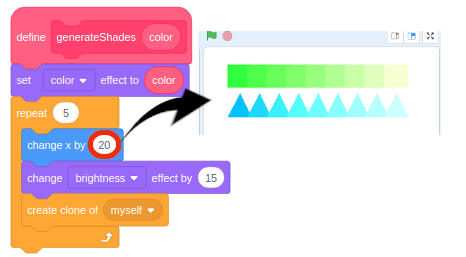 define generateShades color
set color effect to color
repeat 5
change x by 20
change brightness effect by 15
create clone of myself